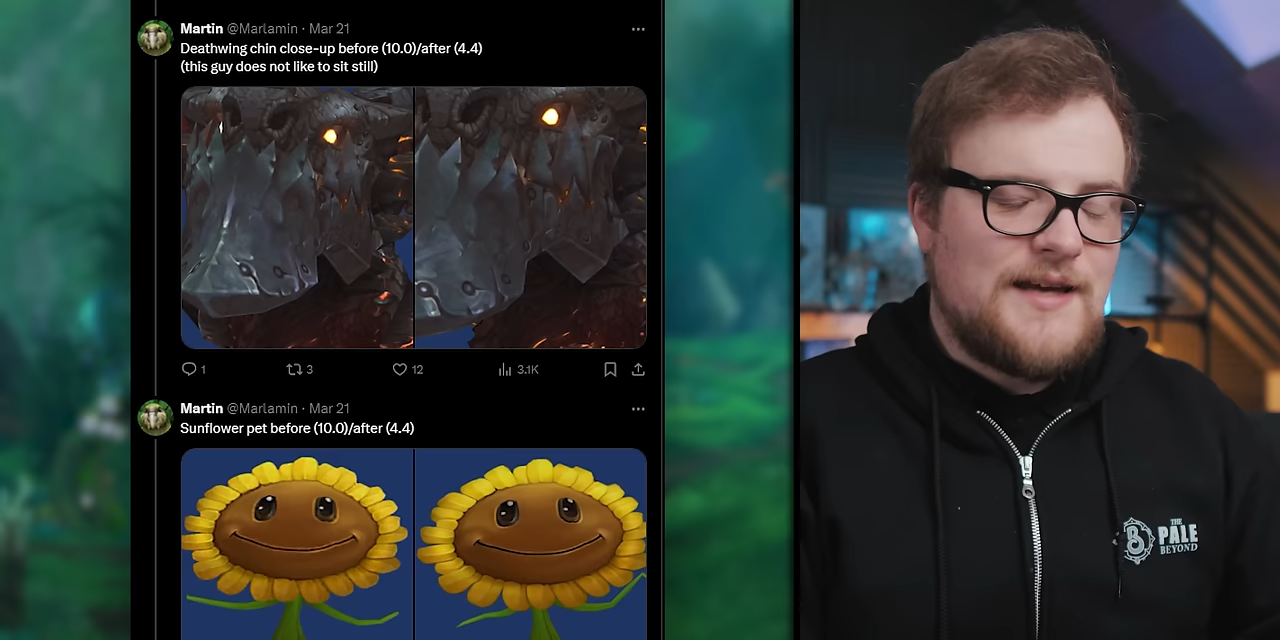 Martin @Marlamin · Mar 21
Deathwing chin close-up before (10.0)/after (4.4)
(this guy does not like to sit still)
1 3 12 3.1K
Martin @Marlamin · Mar 21
Sunflower pet before (10.0)/after (4.4)
THE
PALE
BEYOND